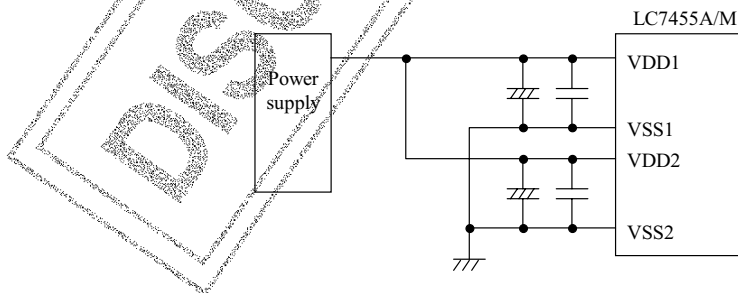 LC7455A/M
Power
supply
VDD1
VSS1
VDD2
VSS2